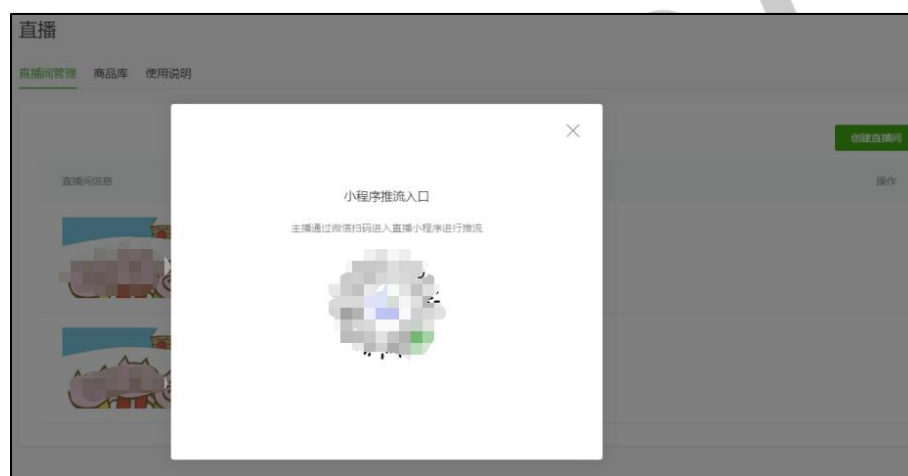 直播
直播间管理 商品库 使用说明
创建直播间
直播间信息 操作
小程序推流入口
主播通过微信扫码进入直播小程序进行推流